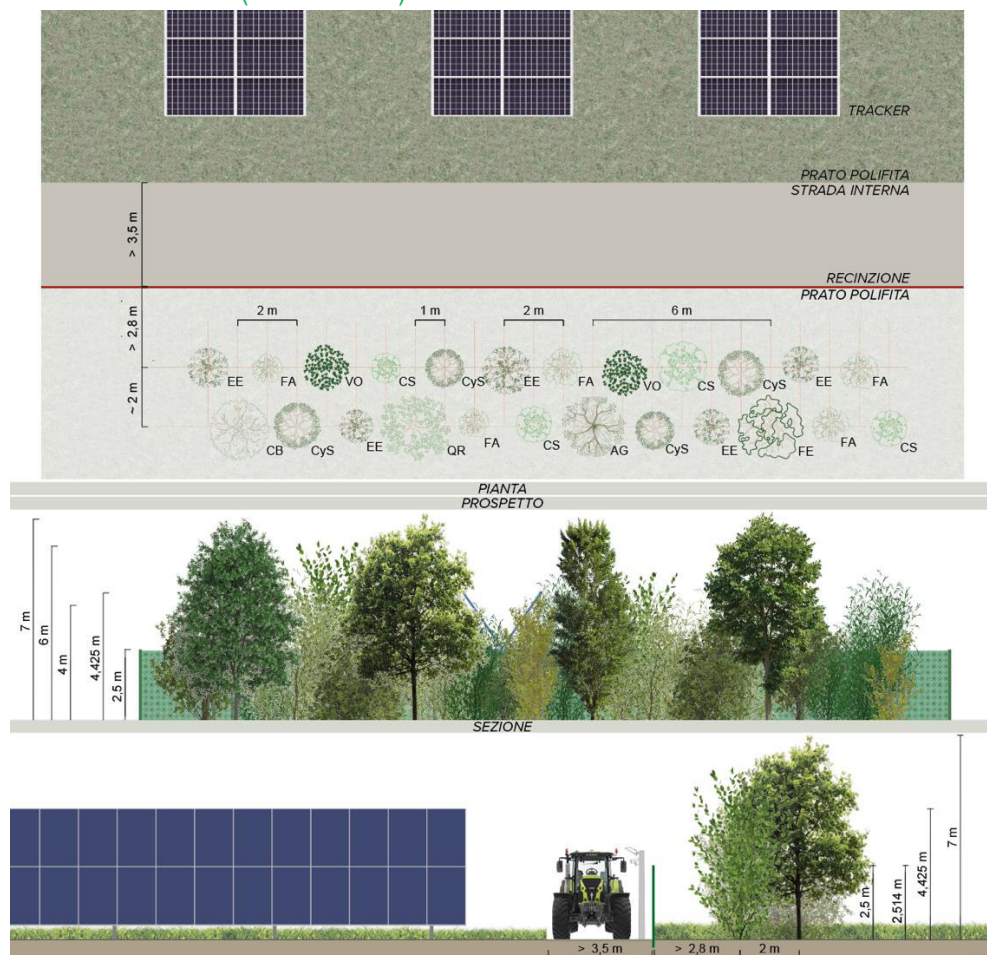 TRACKER
PRATO POLIFITA
STRADA INTERNA
> 3,5 m
RECINZIONE
PRATO POLIFITA
> 2,8 m
2 m
1 m
2 m
6 m
EE FA VO CS CyS EE FA VO CS CyS EE FA
~ 2 m
CB CyS EE QR FA CS AG CyS EE FE FA CS
PIANTA
PROSPETTO
7 m
6 m
4 m
4,425 m
2,5 m
SEZIONE
7 m
4,425 m
2,5 m
2,514 m
> 3,5 m
> 2,8 m
2 m